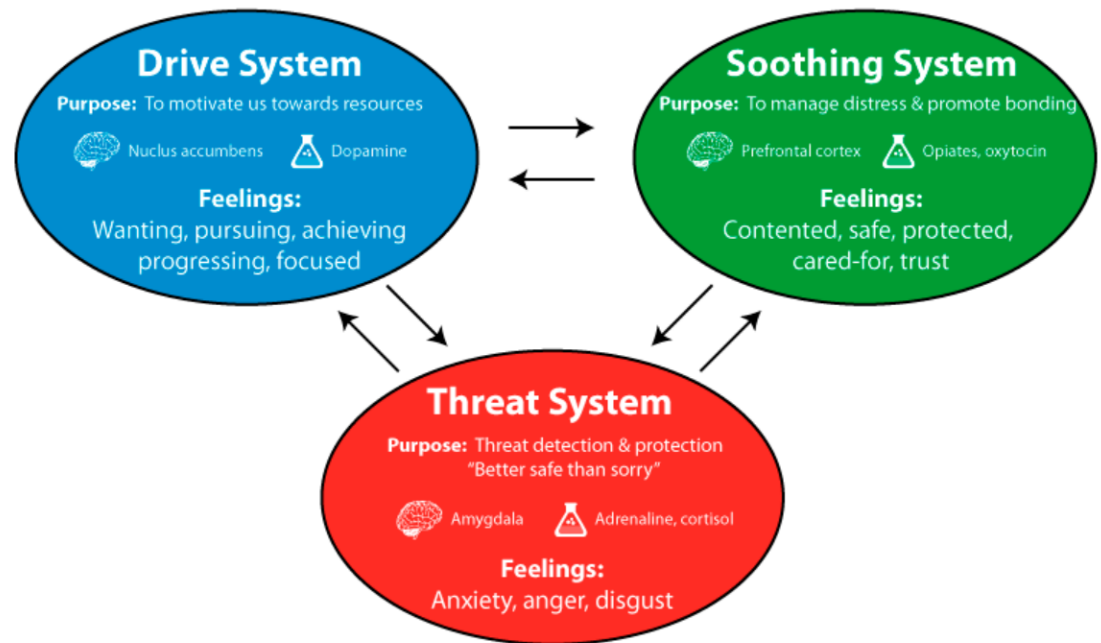 Drive System
Purpose: To motivate us towards resources
Nuclus accumbens
Dopamine
Feelings:
Wanting, pursuing, achieving
progressing, focused
Soothing System
Purpose: To manage distress & promote bonding
Prefrontal cortex
Opiates, oxytocin
Feelings:
Contented, safe, protected,
cared-for, trust
Threat System
Purpose: Threat detection & protection
“Better safe than sorry”
Amygdala
Adrenaline, cortisol
Feelings:
Anxiety, anger, disgust